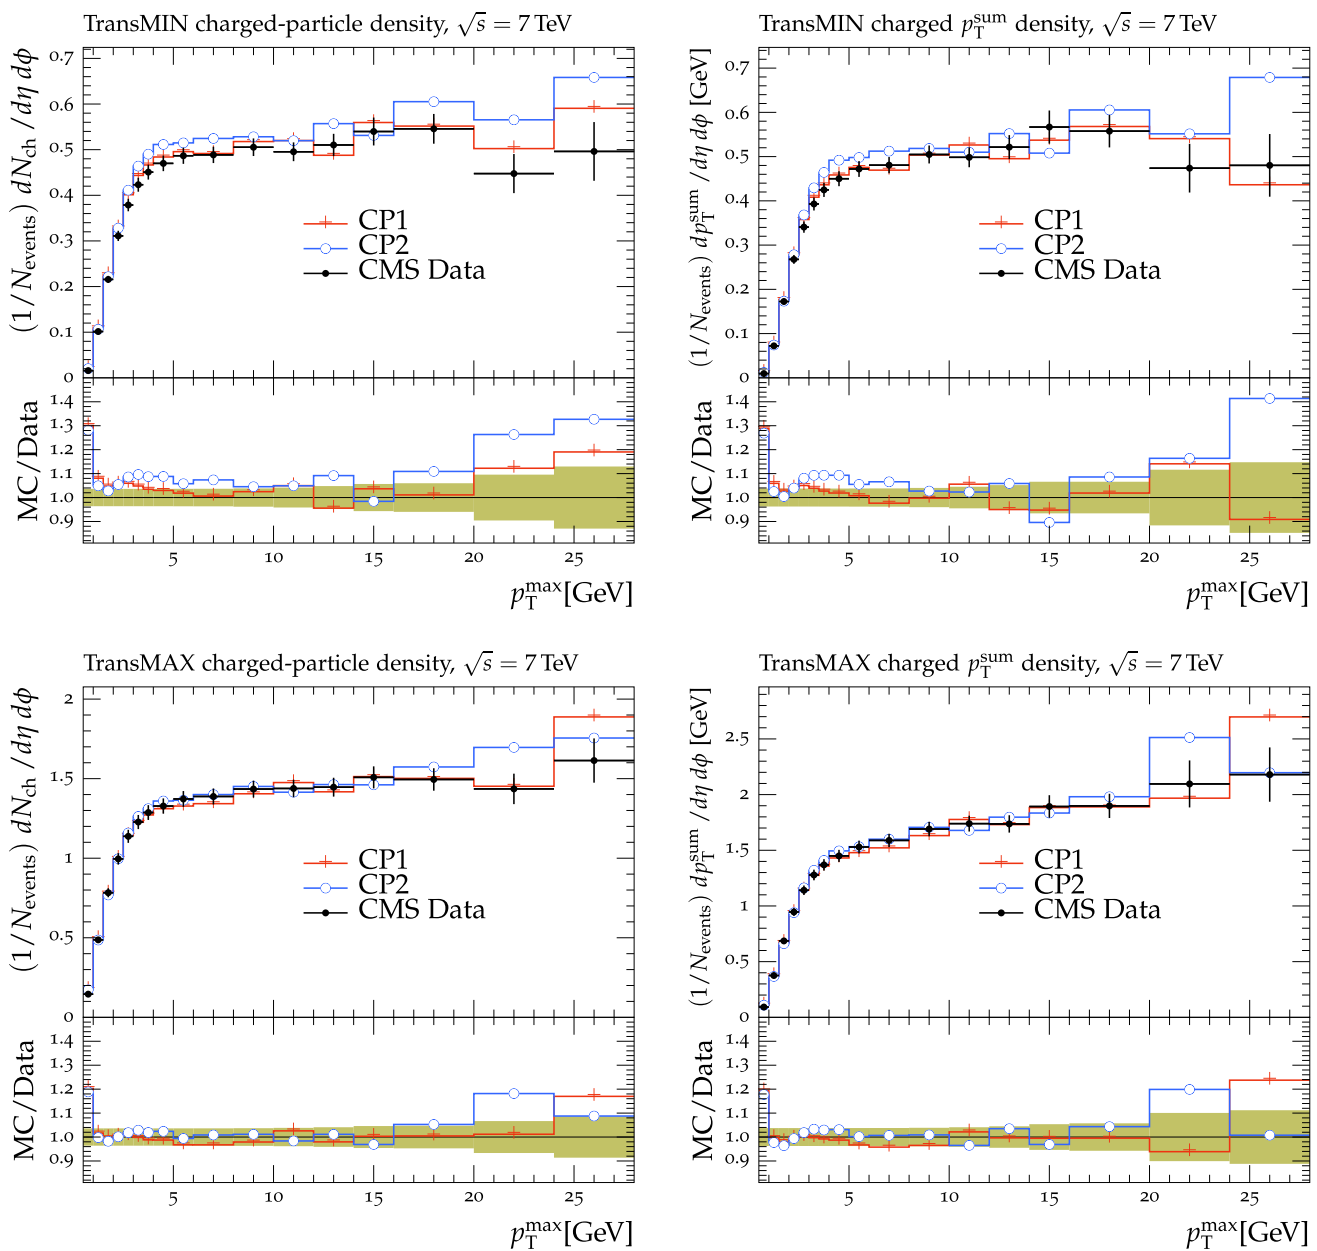 TransMIN charged-particle density, √s = 7 TeV
(1/N_events) dN_ch/dη dϕ
0.7
0.6
0.5
0.4
0.3
0.2
0.1
0
CP1
CP2
CMS Data
MC/Data
1.4
1.3
1.2
1.1
1.0
0.9
5 10 15 20 25
p_T^max[GeV]
TransMIN charged p_T^sum density, √s = 7 TeV
(1/N_events) dp_T^sum/dη dϕ [GeV]
0.7
0.6
0.5
0.4
0.3
0.2
0.1
0
CP1
CP2
CMS Data
MC/Data
1.4
1.3
1.2
1.1
1.0
0.9
5 10 15 20 25
p_T^max[GeV]
TransMAX charged-particle density, √s = 7 TeV
(1/N_events) dN_ch/dη dϕ
2
1.5
1
0.5
0
CP1
CP2
CMS Data
MC/Data
1.4
1.3
1.2
1.1
1.0
0.9
5 10 15 20 25
p_T^max[GeV]
TransMAX charged p_T^sum density, √s = 7 TeV
(1/N_events) dp_T^sum/dη dϕ [GeV]
2.5
2
1.5
1
0.5
0
CP1
CP2
CMS Data
MC/Data
1.4
1.3
1.2
1.1
1.0
0.9
5 10 15 20 25
p_T^max[GeV]